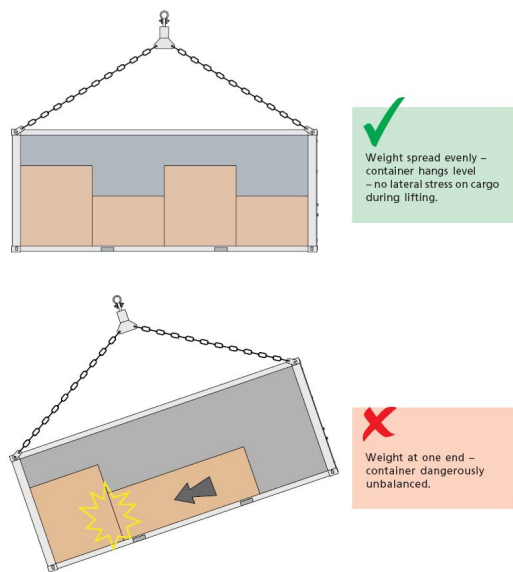 Weight spread evenly –
container hangs level
– no lateral stress on cargo
during lifting.
Weight at one end –
container dangerously
unbalanced.